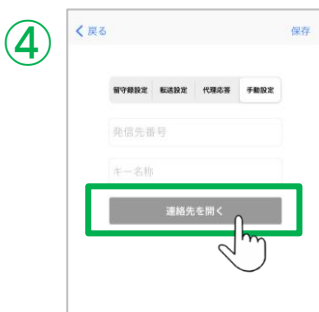 ④
戻る 保存
留守録設定 転送設定 代理応答 手動設定
発信先番号
キー名称
連絡先を開く